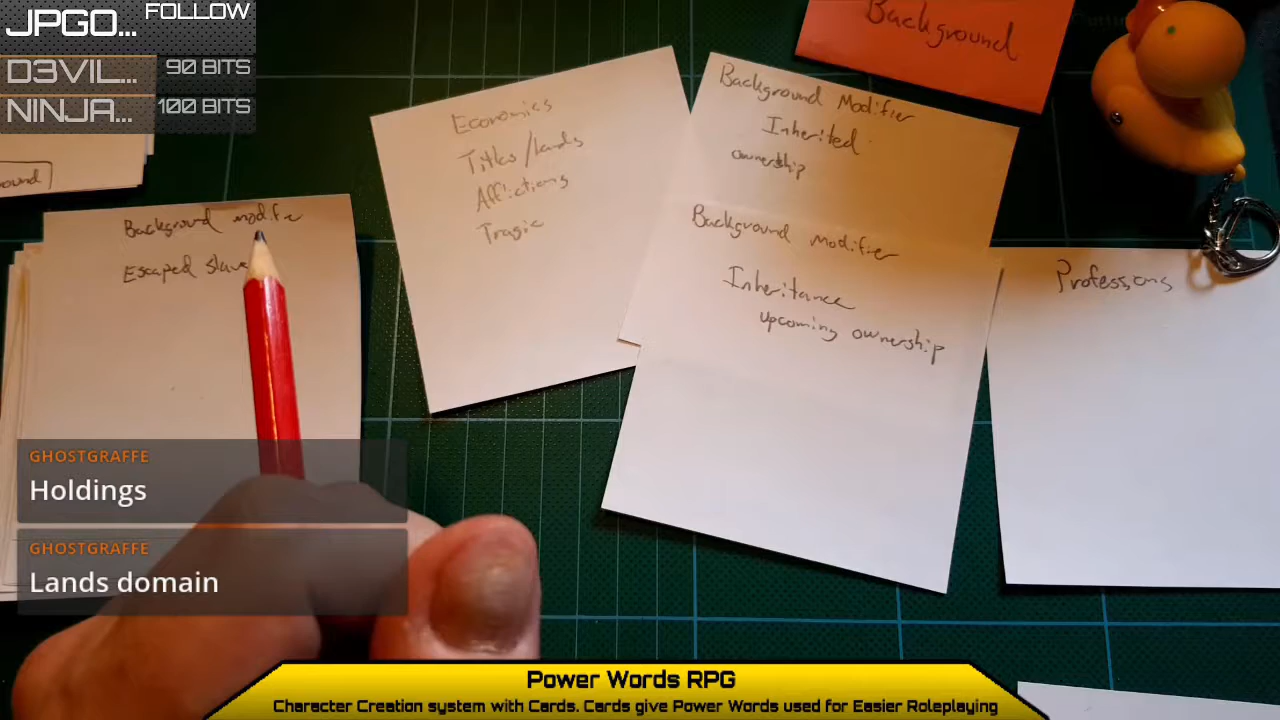 JPGO... FOLLOW
D3VIL... 90 BITS
NINJA... 100 BITS
Background
ound
Background modifie
Escaped slave
Economics
Titles/lands
Afflictions
Tragic
Background Modifier
Inherited
ownership
Background modifier
Inheritance
upcoming ownership
Professions
GHOSTGRAFFE
Holdings
GHOSTGRAFFE
Lands domain
Power Words RPG
Character Creation system with Cards. Cards give Power Words used for Easier Roleplaying